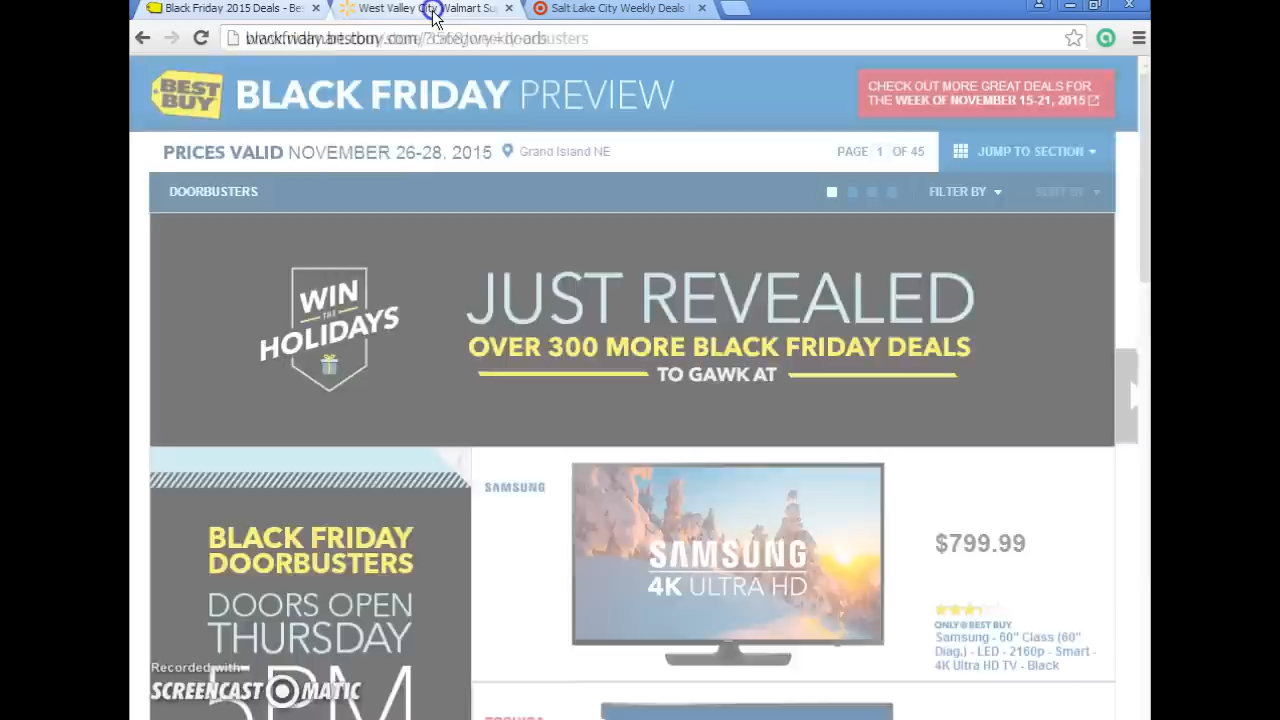 Black Friday 2015 Deals - Bes
West Valley City Walmart Su
Salt Lake City Weekly Deals
BEST BUY
BLACK FRIDAY PREVIEW
CHECK OUT MORE GREAT DEALS FOR
THE WEEK OF NOVEMBER 15-21, 2015
PRICES VALID NOVEMBER 26-28, 2015
Grand Island NE
PAGE 1 OF 45
JUMP TO SECTION
DOORBUSTERS
FILTER BY
SORT BY
WIN
THE
HOLIDAYS
JUST REVEALED
OVER 300 MORE BLACK FRIDAY DEALS
TO GAWK AT
SAMSUNG
SAMSUNG
4K ULTRA HD
$799.99
ONLY@BEST BUY
Samsung - 60" Class (60"
Diag.) - LED - 2160p - Smart -
4K Ultra HD TV - Black
BLACK FRIDAY
DOORBUSTERS
DOORS OPEN
THURSDAY
5PM
TOSHIBA
Recorded with
SCREENCAST-O-MATIC